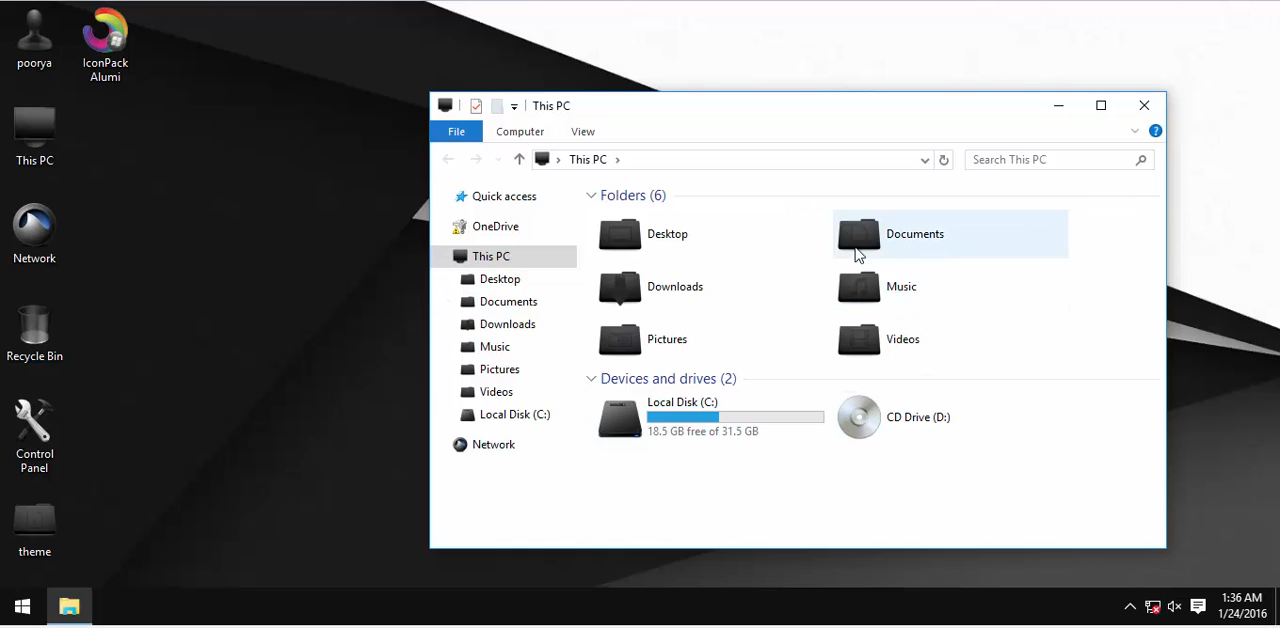 poorya
IconPack
Alumi
This PC
Network
Recycle Bin
Control
Panel
theme
This PC
File Computer View
This PC
Search This PC
Quick access
OneDrive
This PC
Desktop
Documents
Downloads
Music
Pictures
Videos
Local Disk (C:)
Network
Folders (6)
Desktop
Documents
Downloads
Music
Pictures
Videos
Devices and drives (2)
Local Disk (C:)
18.5 GB free of 31.5 GB
CD Drive (D:)
1:36 AM
1/24/2016